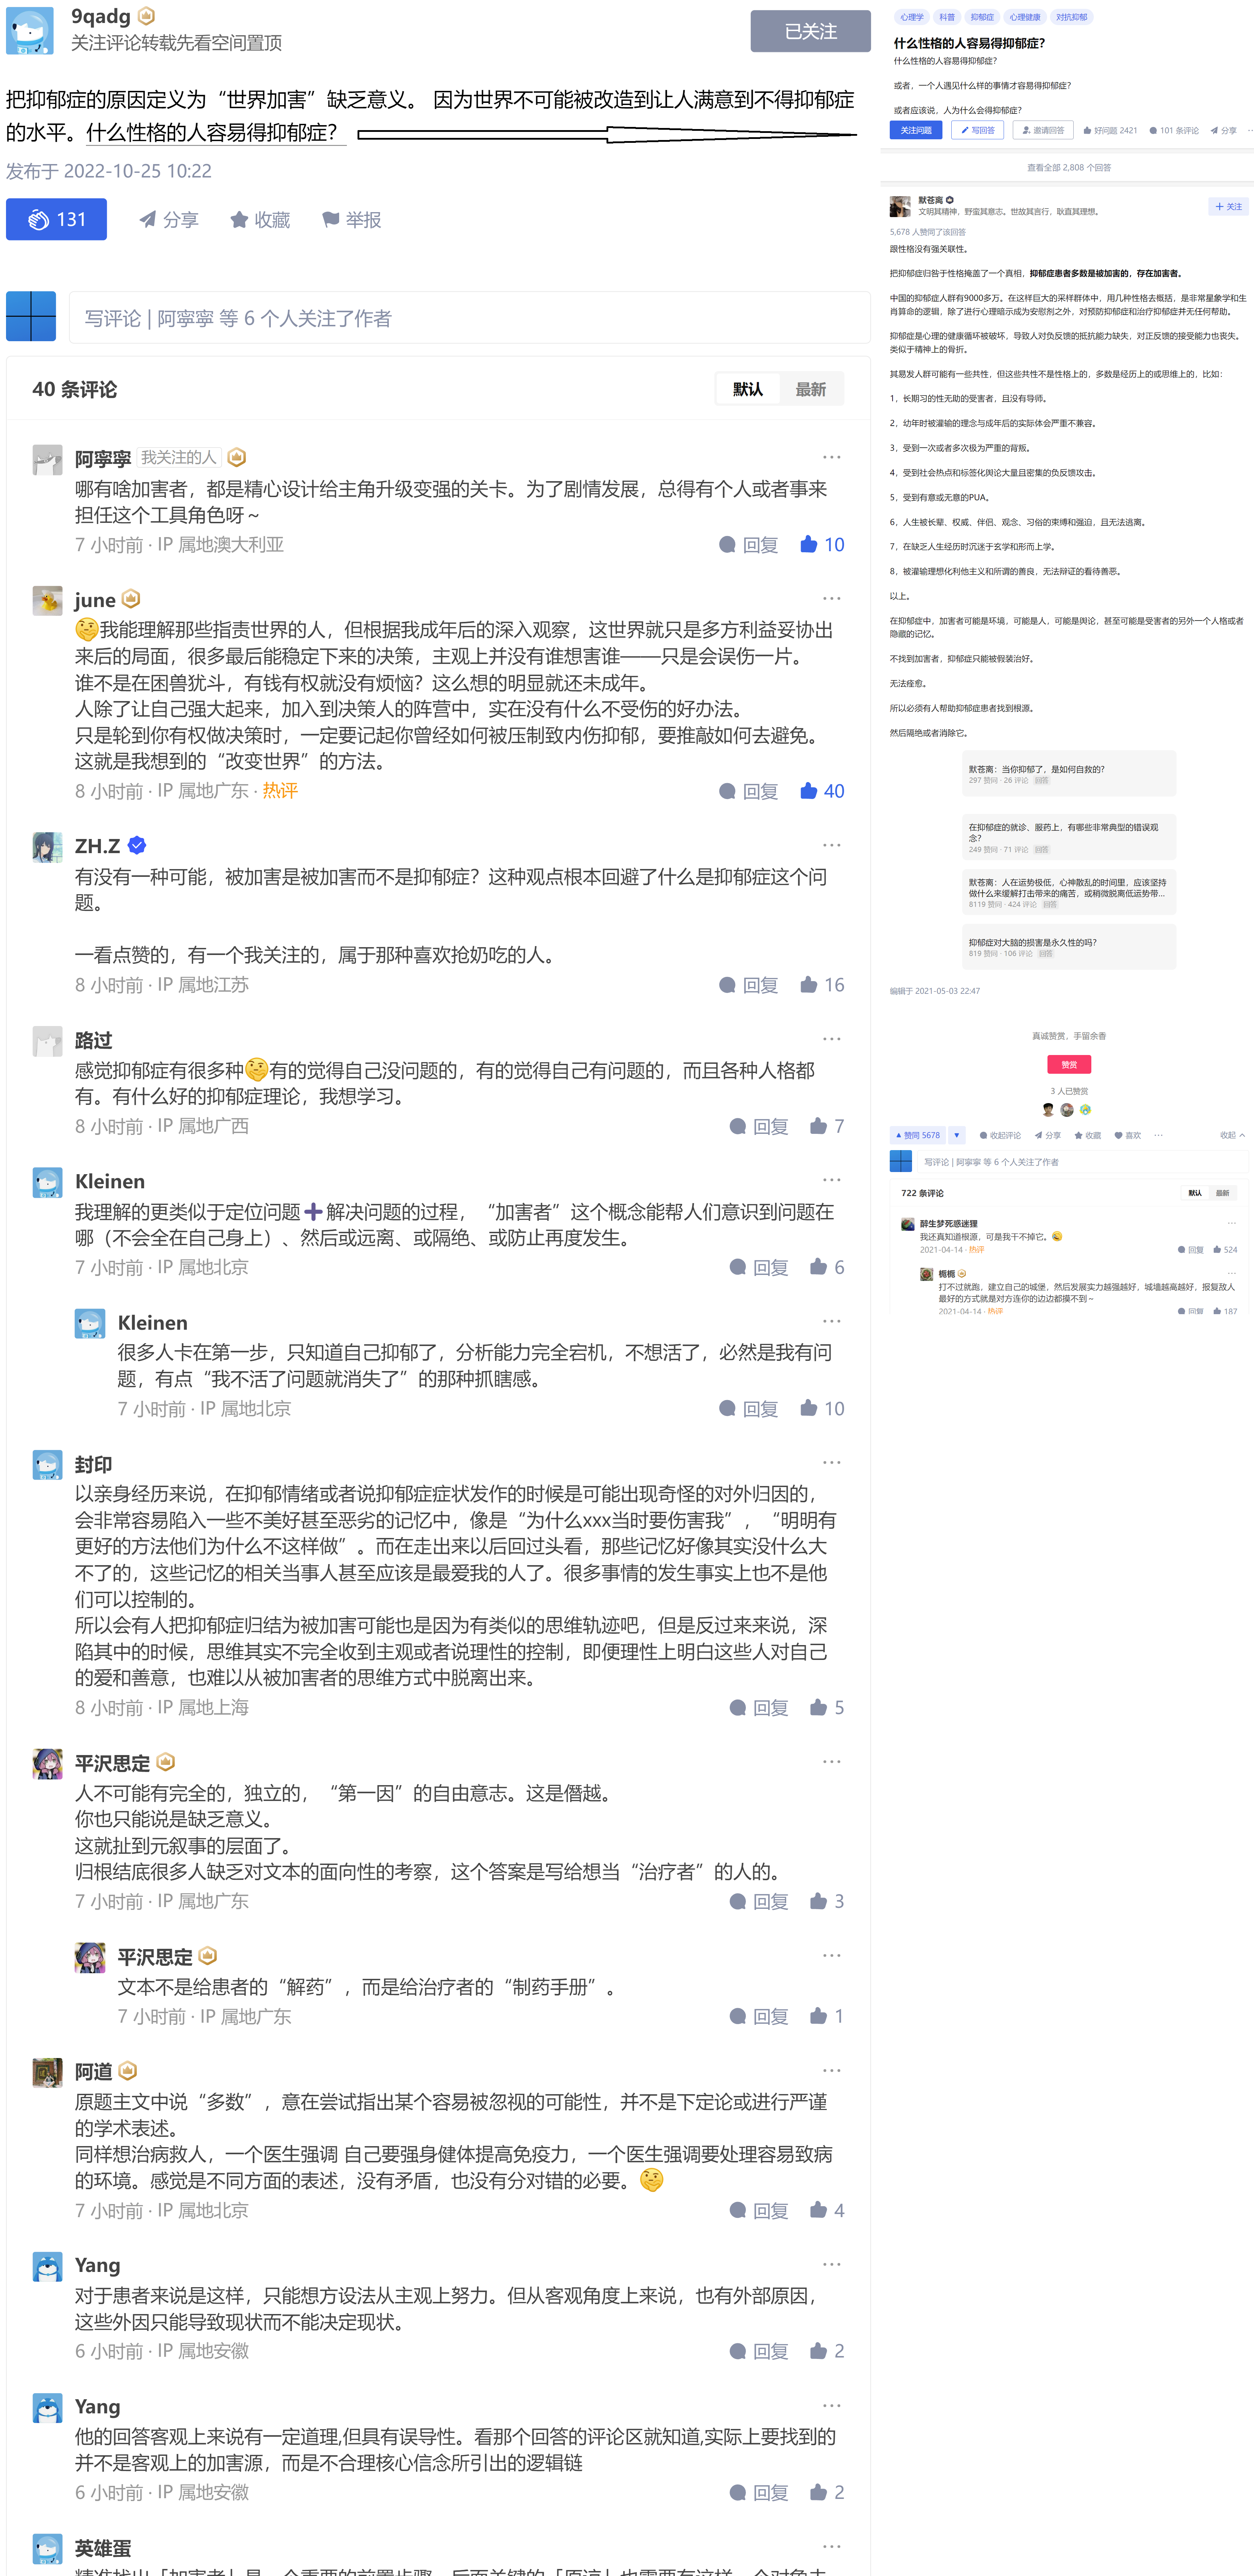 9qadg
关注评论转载先看空间置顶
已关注
把抑郁症的原因定义为“世界加害”缺乏意义。 因为世界不可能被改造到让人满意到不得抑郁症
的水平。什么性格的人容易得抑郁症？
发布于 2022-10-25 10:22
131
分享
收藏
举报
写评论 | 阿寧寧 等 6 个人关注了作者
40 条评论
默认
最新
阿寧寧 我关注的人
哪有啥加害者，都是精心设计给主角升级变强的关卡。为了剧情发展，总得有个人或者事来
担任这个工具角色呀～
7 小时前 · IP 属地澳大利亚
回复
10
june
🤔我能理解那些指责世界的人，但根据我成年后的深入观察，这世界就只是多方利益妥协出
来后的局面，很多最后能稳定下来的决策，主观上并没有谁想害谁——只是会误伤一片。
谁不是在困兽犹斗，有钱有权就没有烦恼？这么想的明显就还未成年。
人除了让自己强大起来，加入到决策人的阵营中，实在没有什么不受伤的好办法。
只是轮到你有权做决策时，一定要记起你曾经如何被压制致内伤抑郁，要推敲如何去避免。
这就是我想到的“改变世界”的方法。
8 小时前 · IP 属地广东 · 热评
回复
40
ZH.Z
有没有一种可能，被加害是被加害而不是抑郁症？这种观点根本回避了什么是抑郁症这个问
题。
一看点赞的，有一个我关注的，属于那种喜欢抢奶吃的人。
8 小时前 · IP 属地江苏
回复
16
路过
感觉抑郁症有很多种🤔有的觉得自己没问题的，有的觉得自己有问题的，而且各种人格都
有。有什么好的抑郁症理论，我想学习。
8 小时前 · IP 属地广西
回复
7
Kleinen
我理解的更类似于定位问题➕解决问题的过程，“加害者”这个概念能帮人们意识到问题在
哪（不会全在自己身上）、然后或远离、或隔绝、或防止再度发生。
7 小时前 · IP 属地北京
回复
6
Kleinen
很多人卡在第一步，只知道自己抑郁了，分析能力完全宕机，不想活了，必然是我有问
题，有点“我不活了问题就消失了”的那种抓瞎感。
7 小时前 · IP 属地北京
回复
10
封印
以亲身经历来说，在抑郁情绪或者说抑郁症症状发作的时候是可能出现奇怪的对外归因的，
会非常容易陷入一些不美好甚至恶劣的记忆中，像是“为什么xxx当时要伤害我”，“明明有
更好的方法他们为什么不这样做”。而在走出来以后回过头看，那些记忆好像其实没什么大
不了的，这些记忆的相关当事人甚至应该是最爱我的人了。很多事情的发生事实上也不是他
们可以控制的。
所以会有人把抑郁症归结为被加害可能也是因为有类似的思维轨迹吧，但是反过来来说，深
陷其中的时候，思维其实不完全收到主观或者说理性的控制，即便理性上明白这些人对自己
的爱和善意，也难以从被加害者的思维方式中脱离出来。
8 小时前 · IP 属地上海
回复
5
平沢思定
人不可能有完全的，独立的，“第一因”的自由意志。这是僭越。
你也只能说是缺乏意义。
这就扯到元叙事的层面了。
归根结底很多人缺乏对文本的面向性的考察，这个答案是写给想当“治疗者”的人的。
7 小时前 · IP 属地广东
回复
3
平沢思定
文本不是给患者的“解药”，而是给治疗者的“制药手册”。
7 小时前 · IP 属地广东
回复
1
阿道
原题主文中说“多数”，意在尝试指出某个容易被忽视的可能性，并不是下定论或进行严谨
的学术表述。
同样想治病救人，一个医生强调 自己要强身健体提高免疫力，一个医生强调要处理容易致病
的环境。感觉是不同方面的表述，没有矛盾，也没有分对错的必要。🤔
7 小时前 · IP 属地北京
回复
4
Yang
对于患者来说是这样，只能想方设法从主观上努力。但从客观角度上来说，也有外部原因，
这些外因只能导致现状而不能决定现状。
6 小时前 · IP 属地安徽
回复
2
Yang
他的回答客观上来说有一定道理,但具有误导性。看那个回答的评论区就知道,实际上要找到的
并不是客观上的加害源，而是不合理核心信念所引出的逻辑链
6 小时前 · IP 属地安徽
回复
2
英雄蛋
心理学
科普
抑郁症
心理健康
对抗抑郁
什么性格的人容易得抑郁症？
什么性格的人容易得抑郁症？
或者，一个人遇见什么样的事情才容易得抑郁症？
或者应该说，人为什么会得抑郁症？
关注问题
写回答
邀请回答
好问题 2421
101 条评论
分享
查看全部 2,808 个回答
默苍离
文明其精神，野蛮其意志。世故其言行，耿直其理想。
关注
5,678 人赞同了该回答
跟性格没有强关联性。
把抑郁症归咎于性格掩盖了一个真相，抑郁症患者多数是被加害的，存在加害者。
中国的抑郁症人群有9000多万。在这样巨大的采样群体中，用几种性格去概括，是非常星象学和生
肖算命的逻辑，除了进行心理暗示成为安慰剂之外，对预防抑郁症和治疗抑郁症并无任何帮助。
抑郁症是心理的健康循环被破坏，导致人对负反馈的抵抗能力缺失，对正反馈的接受能力也丧失。
类似于精神上的骨折。
其易发人群可能有一些共性，但这些共性不是性格上的，多数是经历上的或思维上的，比如：
1，长期习的性无助的受害者，且没有导师。
2，幼年时被灌输的理念与成年后的实际体会严重不兼容。
3，受到一次或者多次极为严重的背叛。
4，受到社会热点和标签化舆论大量且密集的负反馈攻击。
5，受到有意或无意的PUA。
6，人生被长辈、权威、伴侣、观念、习俗的束缚和强迫，且无法逃离。
7，在缺乏人生经历时沉迷于玄学和形而上学。
8，被灌输理想化利他主义和所谓的善良，无法辩证的看待善恶。
以上。
在抑郁症中，加害者可能是环境，可能是人，可能是舆论，甚至可能是受害者的另外一个人格或者
隐藏的记忆。
不找到加害者，抑郁症只能被假装治好。
无法痊愈。
所以必须有人帮助抑郁症患者找到根源。
然后隔绝或者消除它。
默苍离：当你抑郁了，是如何自救的？
297 赞同 · 26 评论 回答
在抑郁症的就诊、服药上，有哪些非常典型的错误观
念？
249 赞同 · 71 评论 回答
默苍离：人在运势极低，心神散乱的时间里，应该坚持
做什么来缓解打击带来的痛苦，或稍微脱离低运势带...
8119 赞同 · 424 评论 回答
抑郁症对大脑的损害是永久性的吗？
819 赞同 · 106 评论 回答
编辑于 2021-05-03 22:47
真诚赞赏，手留余香
赞赏
3 人已赞赏
赞同 5678
收起评论
分享
收藏
喜欢
收起
写评论 | 阿寧寧 等 6 个人关注了作者
722 条评论
默认
最新
醉生梦死惑迷狸
我还真知道根源，可是我干不掉它。
2021-04-14 · 热评
回复
524
栀栀
打不过就跑，建立自己的城堡，然后发展实力越强越好，城墙越高越好，报复敌人
最好的方式就是对方连你的边边都摸不到～
2021-04-14 · 热评
回复
187